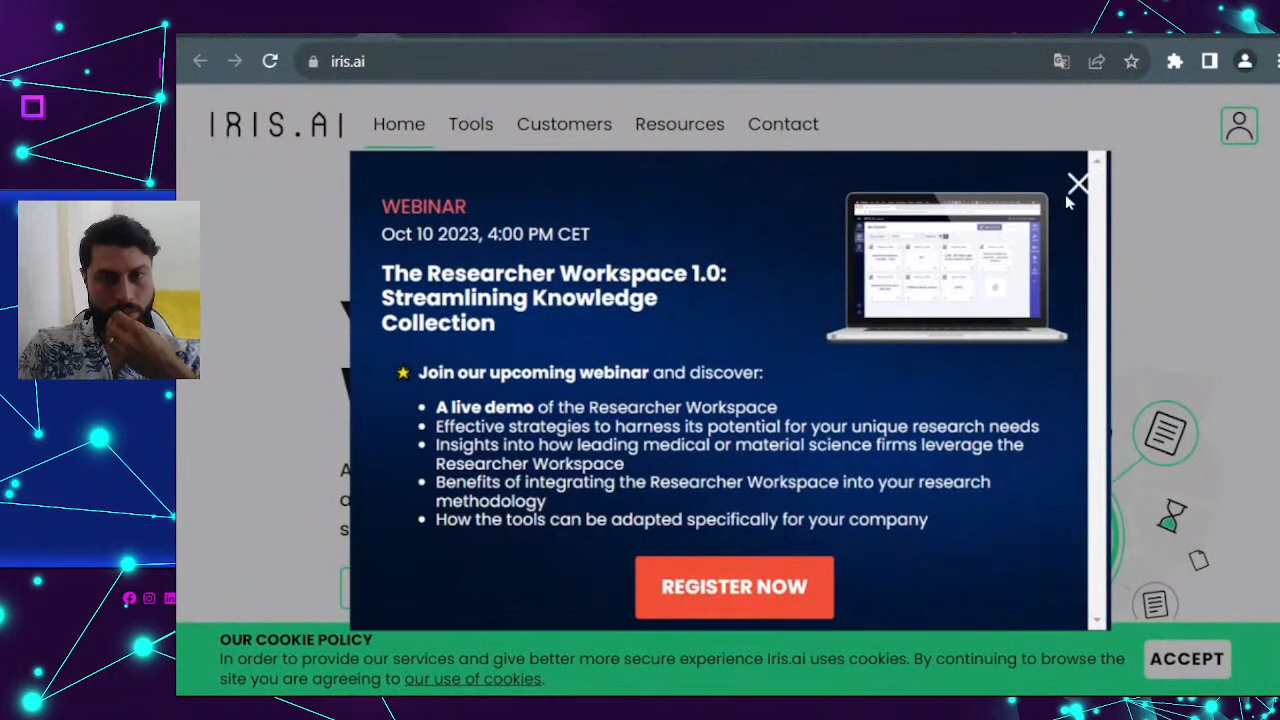 iris.ai
IRIS.AI Home Tools Customers Resources Contact
WEBINAR
Oct 10 2023, 4:00 PM CET
The Researcher Workspace 1.0:
Streamlining Knowledge
Collection
Join our upcoming webinar and discover:
• A live demo of the Researcher Workspace
• Effective strategies to harness its potential for your unique research needs
• Insights into how leading medical or material science firms leverage the
Researcher Workspace
• Benefits of integrating the Researcher Workspace into your research
methodology
• How the tools can be adapted specifically for your company
REGISTER NOW
OUR COOKIE POLICY
In order to provide our services and give better more secure experience Iris.ai uses cookies. By continuing to browse the
site you are agreeing to our use of cookies.
ACCEPT